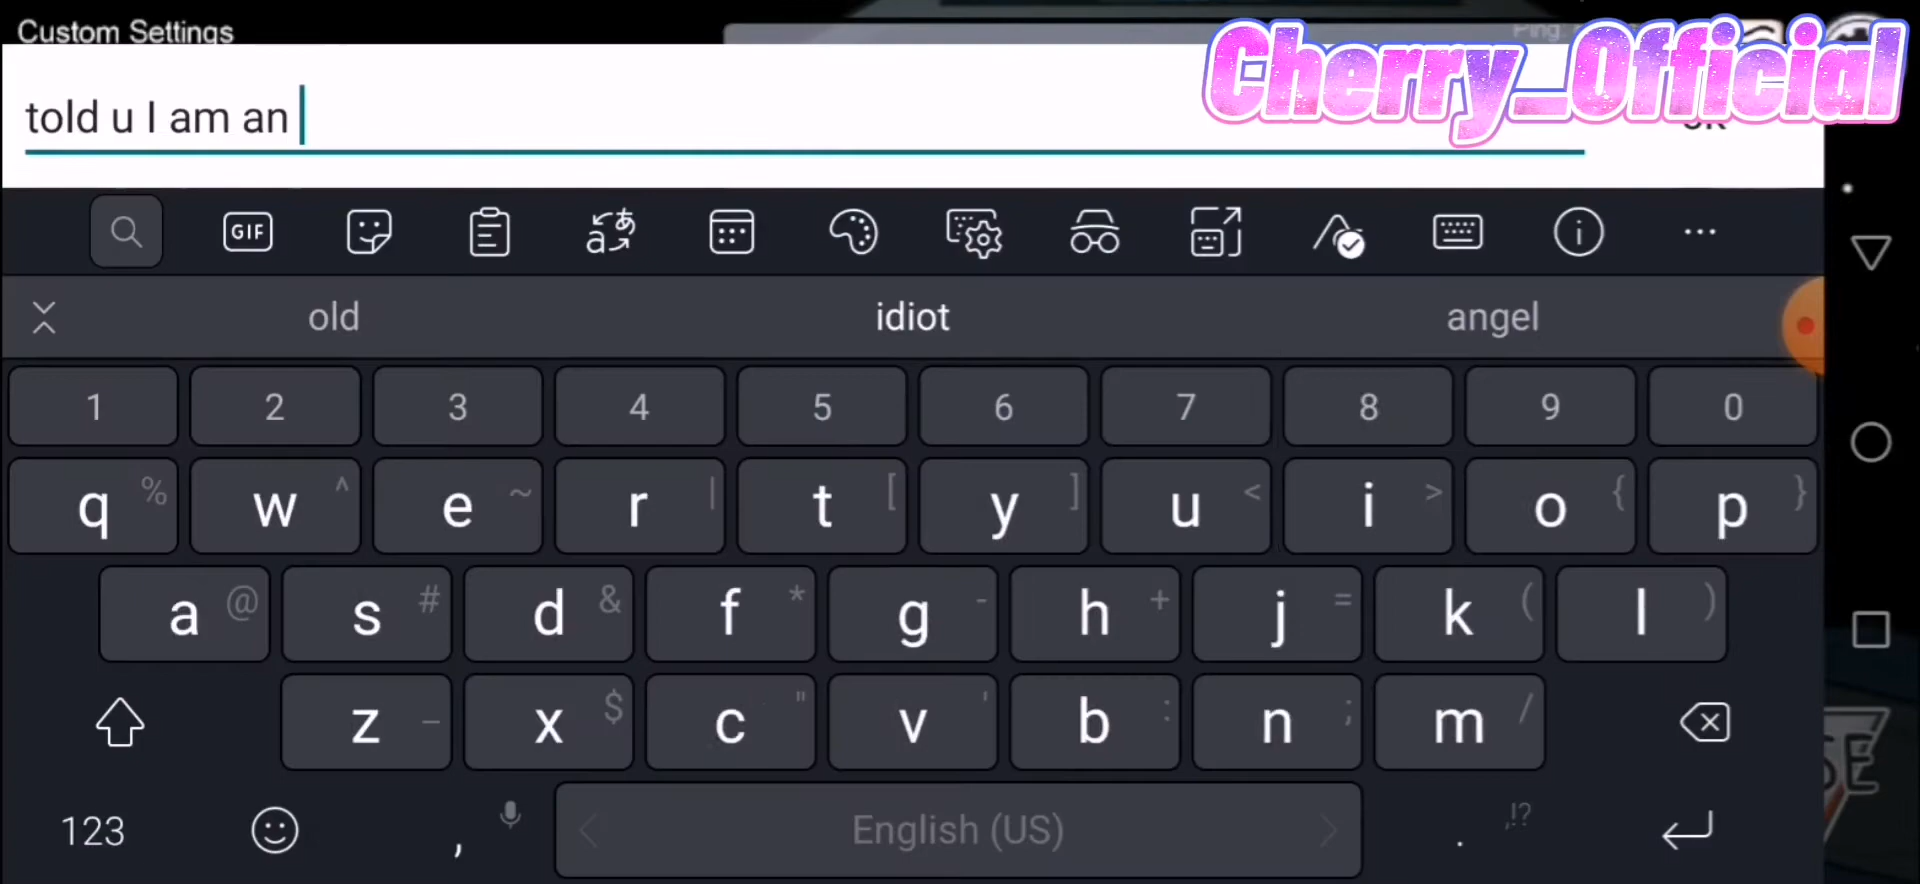 Custom Settings
Ping:
Cherry_Official
told u I am an
GIF
old idiot angel
1 2 3 4 5 6 7 8 9 0
q % w ^ e ~ r | t [ y ] u < i > o { p }
a @ s # d & f * g - h + j = k ( l )
z _ x $ c " v ' b : n ; m /
123 , English (US) . ,!?